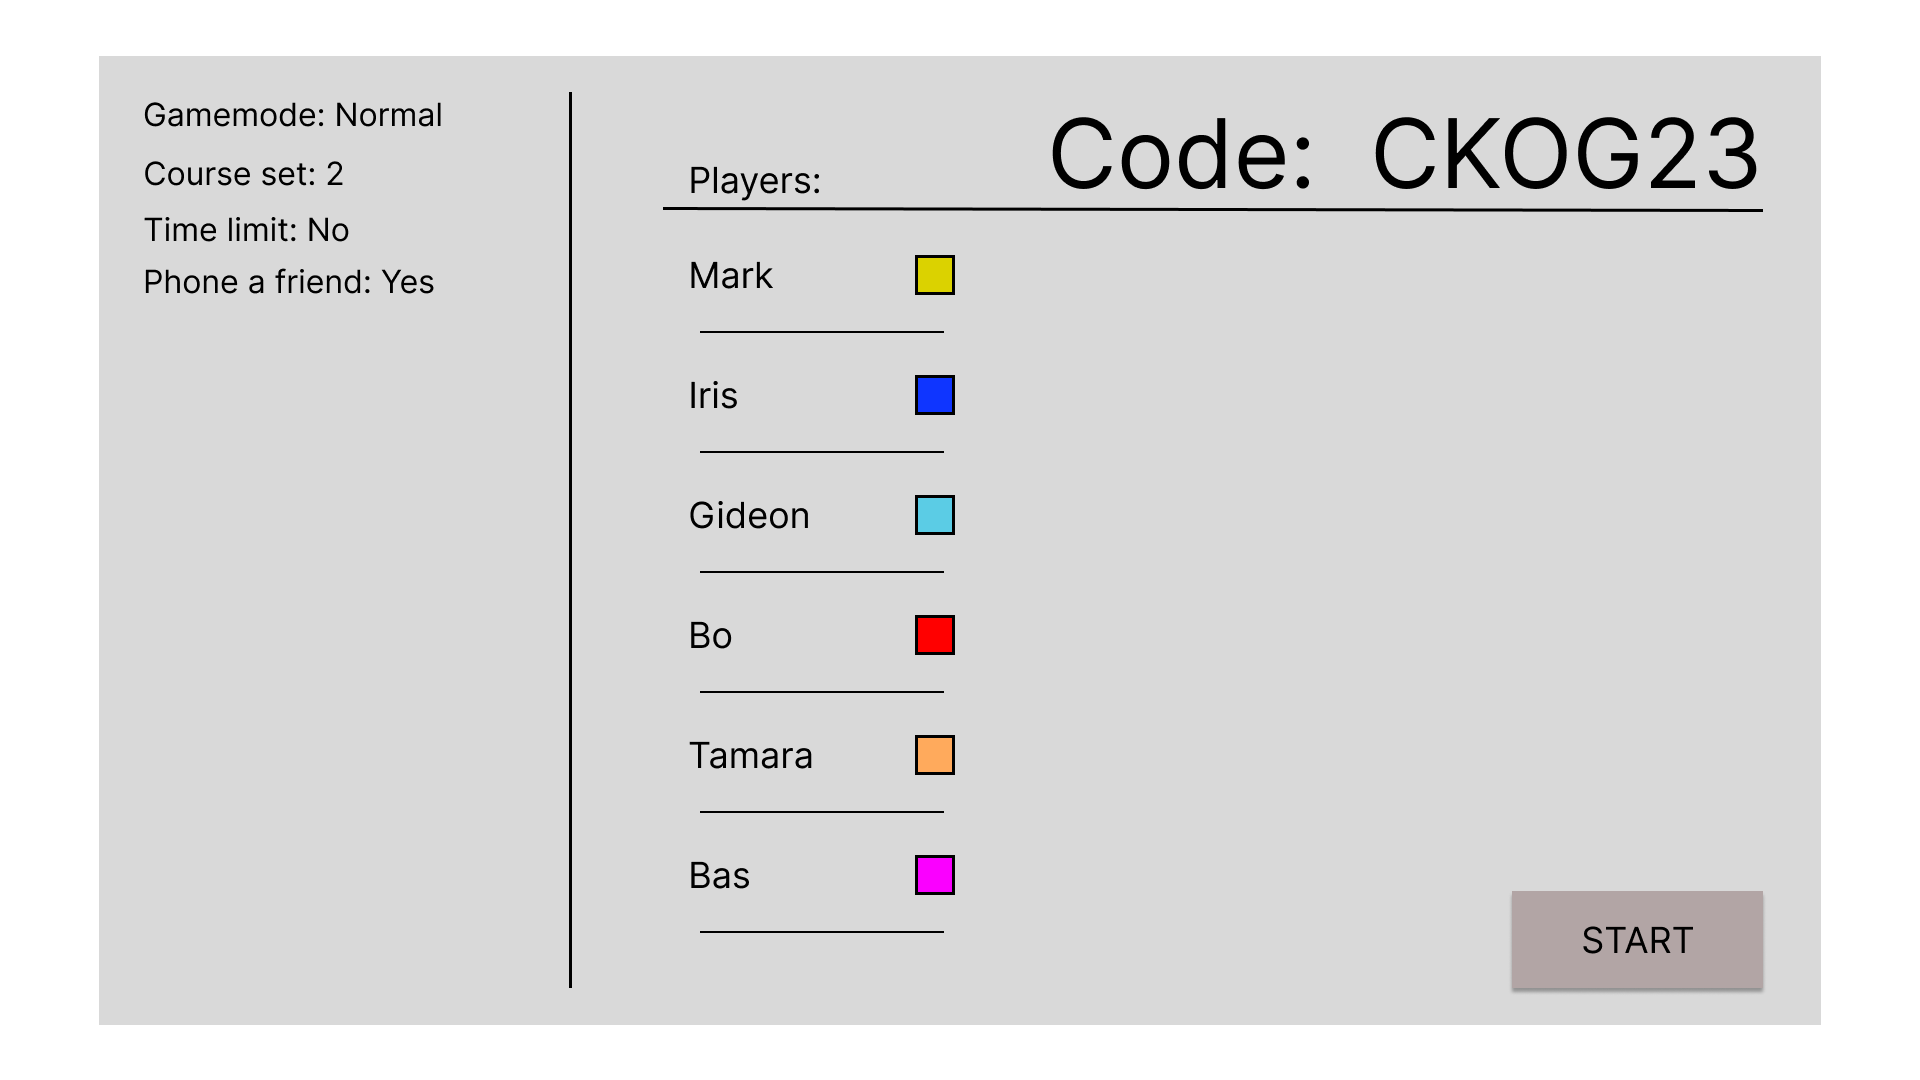 Gamemode: Normal
Course set: 2
Time limit: No
Phone a friend: Yes
Code: CKOG23
Players:
Mark
Iris
Gideon
Bo
Tamara
Bas
START